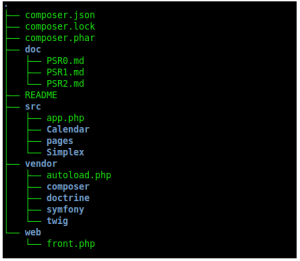 .
├── composer.json
├── composer.lock
├── composer.phar
├── doc
│   ├── PSR0.md
│   ├── PSR1.md
│   └── PSR2.md
├── README
├── src
│   ├── app.php
│   ├── Calendar
│   ├── pages
│   └── Simplex
├── vendor
│   ├── autoload.php
│   ├── composer
│   ├── doctrine
│   ├── symfony
│   └── twig
└── web
    └── front.php